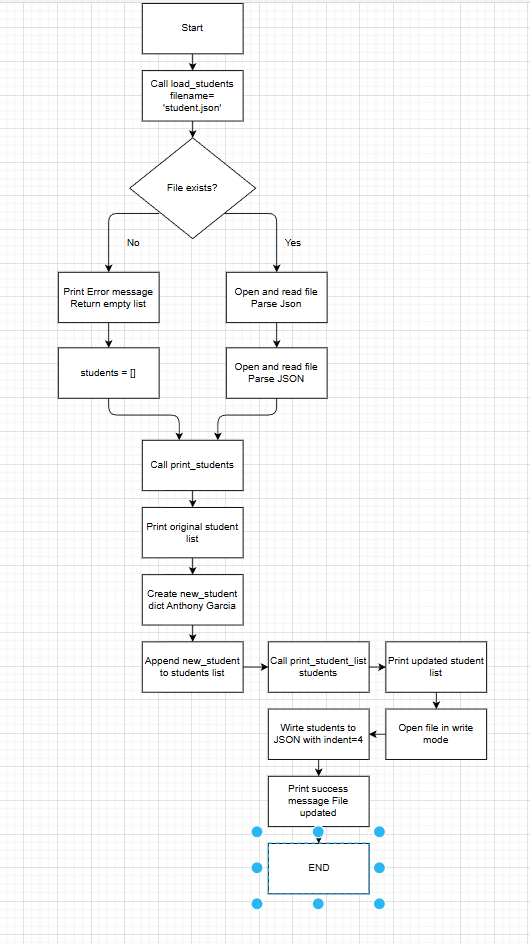 Start
Call load_students
filename=
'student.json'
File exists?
No
Yes
Print Error message
Return empty list
Open and read file
Parse Json
students = []
Open and read file
Parse JSON
Call print_students
Print original student
list
Create new_student
dict Anthony Garcia
Append new_student
to students list
Call print_student_list
students
Print updated student
list
Wirte students to
JSON with indent=4
Open file in write
mode
Print success
message File
updated
END